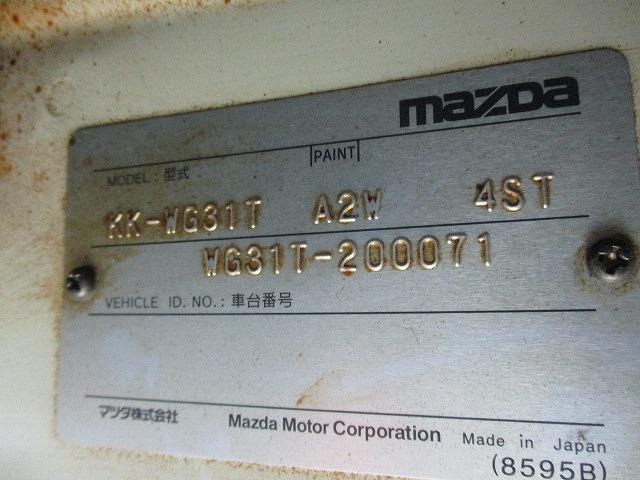 mazda
PAINT
MODEL : 型式
KK-WG31T A2W 4ST
WG31T-200071
VEHICLE ID. NO. : 車台番号
マツダ株式会社 Mazda Motor Corporation Made in Japan
(8595B)